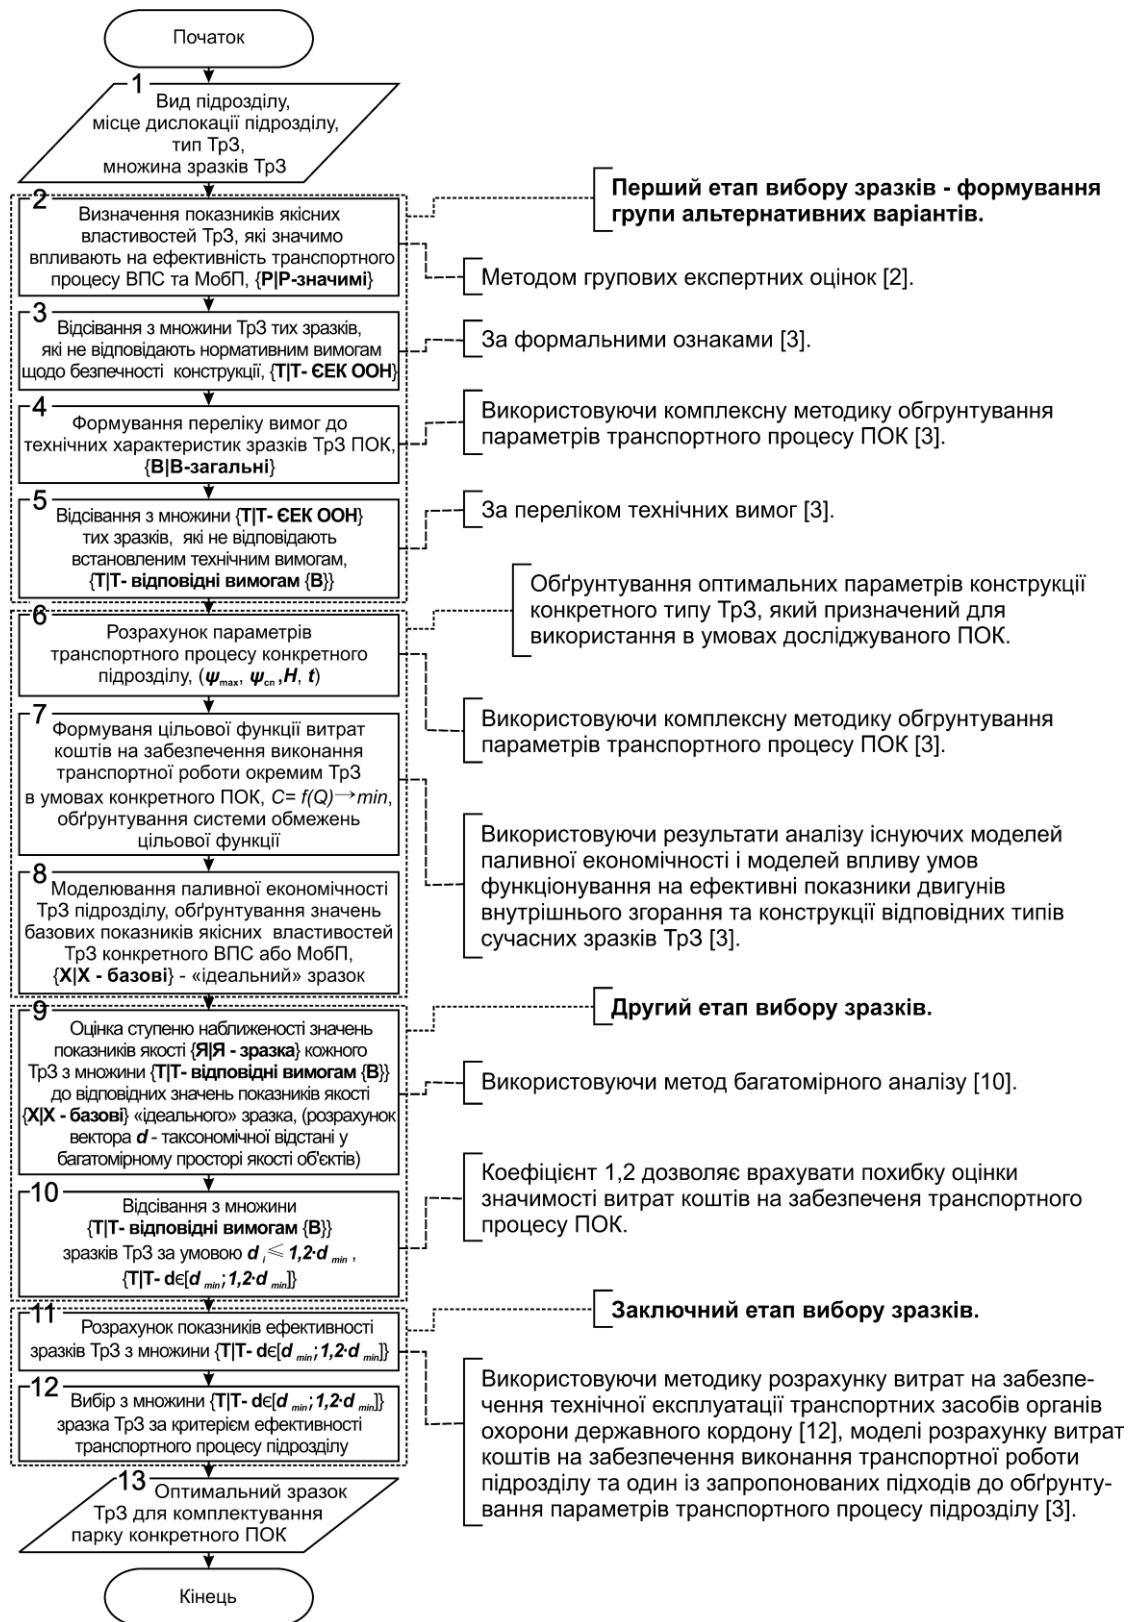 Початок
1
Вид підрозділу,
місце дислокації підрозділу,
тип ТрЗ,
множина зразків ТрЗ
Перший етап вибору зразків - формування
групи альтернативних варіантів.
2
Визначення показників якісних
властивостей ТрЗ, які значимо
впливають на ефективність транспортного
процесу ВПС та МобП, {Р|Р-значимі}
Методом групових експертних оцінок [2].
3
Відсівання з множини ТрЗ тих зразків,
які не відповідають нормативним вимогам
щодо безпечності конструкції, {Т|Т- ЄЕК ООН}
За формальними ознаками [3].
4
Формування переліку вимог до
технічних характеристик зразків ТрЗ ПОК,
{В|В-загальні}
Використовуючи комплексну методику обгрунтування
параметрів транспортного процесу ПОК [3].
5
Відсівання з множини {Т|Т- ЄЕК ООН}
тих зразків, які не відповідають
встановленим технічним вимогам,
{Т|Т- відповідні вимогам {В}}
За переліком технічних вимог [3].
Обґрунтування оптимальних параметрів конструкції
конкретного типу ТрЗ, який призначений для
використання в умовах досліджуваного ПОК.
6
Розрахунок параметрів
транспортного процесу конкретного
підрозділу, (ψmax, ψсп ,H, t)
Використовуючи комплексну методику обгрунтування
параметрів транспортного процесу ПОК [3].
7
Формуваня цільової функції витрат
коштів на забезпечення виконання
транспортної роботи окремим ТрЗ
в умовах конкретного ПОК, C= f(Q)→min,
обґрунтування системи обмежень
цільової функції
Використовуючи результати аналізу існуючих моделей
паливної економічності і моделей впливу умов
функціонування на ефективні показники двигунів
внутрішнього згорання та конструкції відповідних типів
сучасних зразків ТрЗ [3].
8
Моделювання паливної економічності
ТрЗ підрозділу, обґрунтування значень
базових показників якісних властивостей
ТрЗ конкретного ВПС або МобП,
{Х|Х - базові} - «ідеальний» зразок
Другий етап вибору зразків.
9
Оцінка ступеню наближеності значень
показників якості {Я|Я - зразка} кожного
ТрЗ з множини {Т|Т- відповідні вимогам {В}}
до відповідних значень показників якості
{Х|Х - базові} «ідеального» зразка, (розрахунок
вектора d - таксономічної відстані у
багатомірному просторі якості об'єктів)
Використовуючи метод багатомірного аналізу [10].
10
Відсівання з множини
{Т|Т- відповідні вимогам {В}}
зразків ТрЗ за умовою d i ⩽ 1,2·d min ,
{Т|Т- dє[d min; 1,2·d min]}
Коефіцієнт 1,2 дозволяє врахувати похибку оцінки
значимості витрат коштів на забезпеченя транспортного
процесу ПОК.
Заключний етап вибору зразків.
11
Розрахунок показників ефективності
зразків ТрЗ з множини {Т|Т- dє[d min; 1,2·d min]}
12
Вибір з множини {Т|Т- dє[d min; 1,2·d min]}
зразка ТрЗ за критерієм ефективності
транспортного процесу підрозділу
Використовуючи методику розрахунку витрат на забезпе-
чення технічної експлуатації транспортних засобів органів
охорони державного кордону [12], моделі розрахунку витрат
коштів на забезпечення виконання транспортної роботи
підрозділу та один із запропонованих підходів до обґрунту-
вання параметрів транспортного процесу підрозділу [3].
13
Оптимальний зразок
ТрЗ для комплектування
парку конкретного ПОК
Кінець